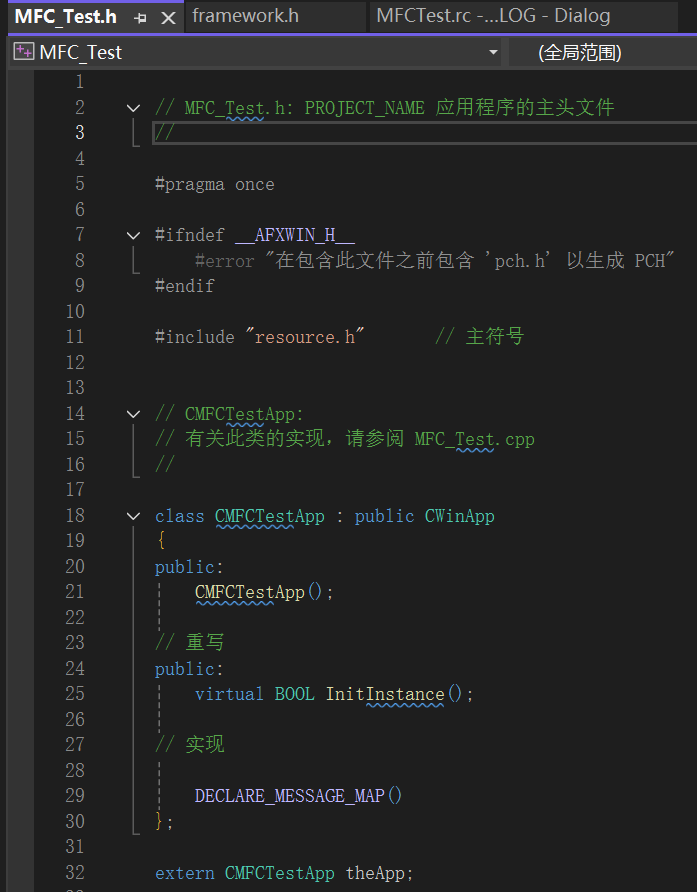 MFC_Test.h framework.h MFCTest.rc -...LOG - Dialog
MFC_Test (全局范围)
1
2 // MFC_Test.h: PROJECT_NAME 应用程序的主头文件
3 //
4
5 #pragma once
6
7 #ifndef __AFXWIN_H__
8 #error "在包含此文件之前包含 'pch.h' 以生成 PCH"
9 #endif
10
11 #include "resource.h" // 主符号
12
13
14 // CMFCTestApp:
15 // 有关此类的实现，请参阅 MFC_Test.cpp
16 //
17
18 class CMFCTestApp : public CWinApp
19 {
20 public:
21 CMFCTestApp();
22
23 // 重写
24 public:
25 virtual BOOL InitInstance();
26
27 // 实现
28
29 DECLARE_MESSAGE_MAP()
30 };
31
32 extern CMFCTestApp theApp;